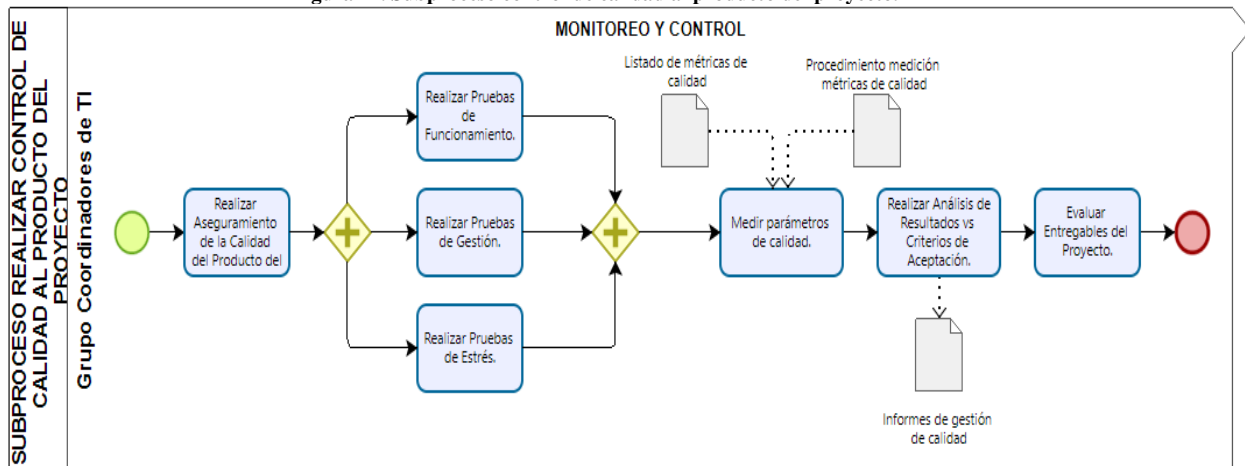 MONITOREO Y CONTROL
SUBPROCESO REALIZAR CONTROL DE
CALIDAD AL PRODUCTO DEL
PROYECTO
Grupo Coordinadores de TI
Realizar
Aseguramiento
de la Calidad
del Producto del
Realizar Pruebas
de
Funcionamiento.
Realizar Pruebas
de Gestión.
Realizar Pruebas
de Estrés.
Listado de métricas de
calidad
Procedimiento medición
métricas de calidad
Medir parámetros
de calidad.
Realizar Análisis de
Resultados vs
Criterios de
Aceptación.
Evaluar
Entregables del
Proyecto.
Informes de gestión
de calidad